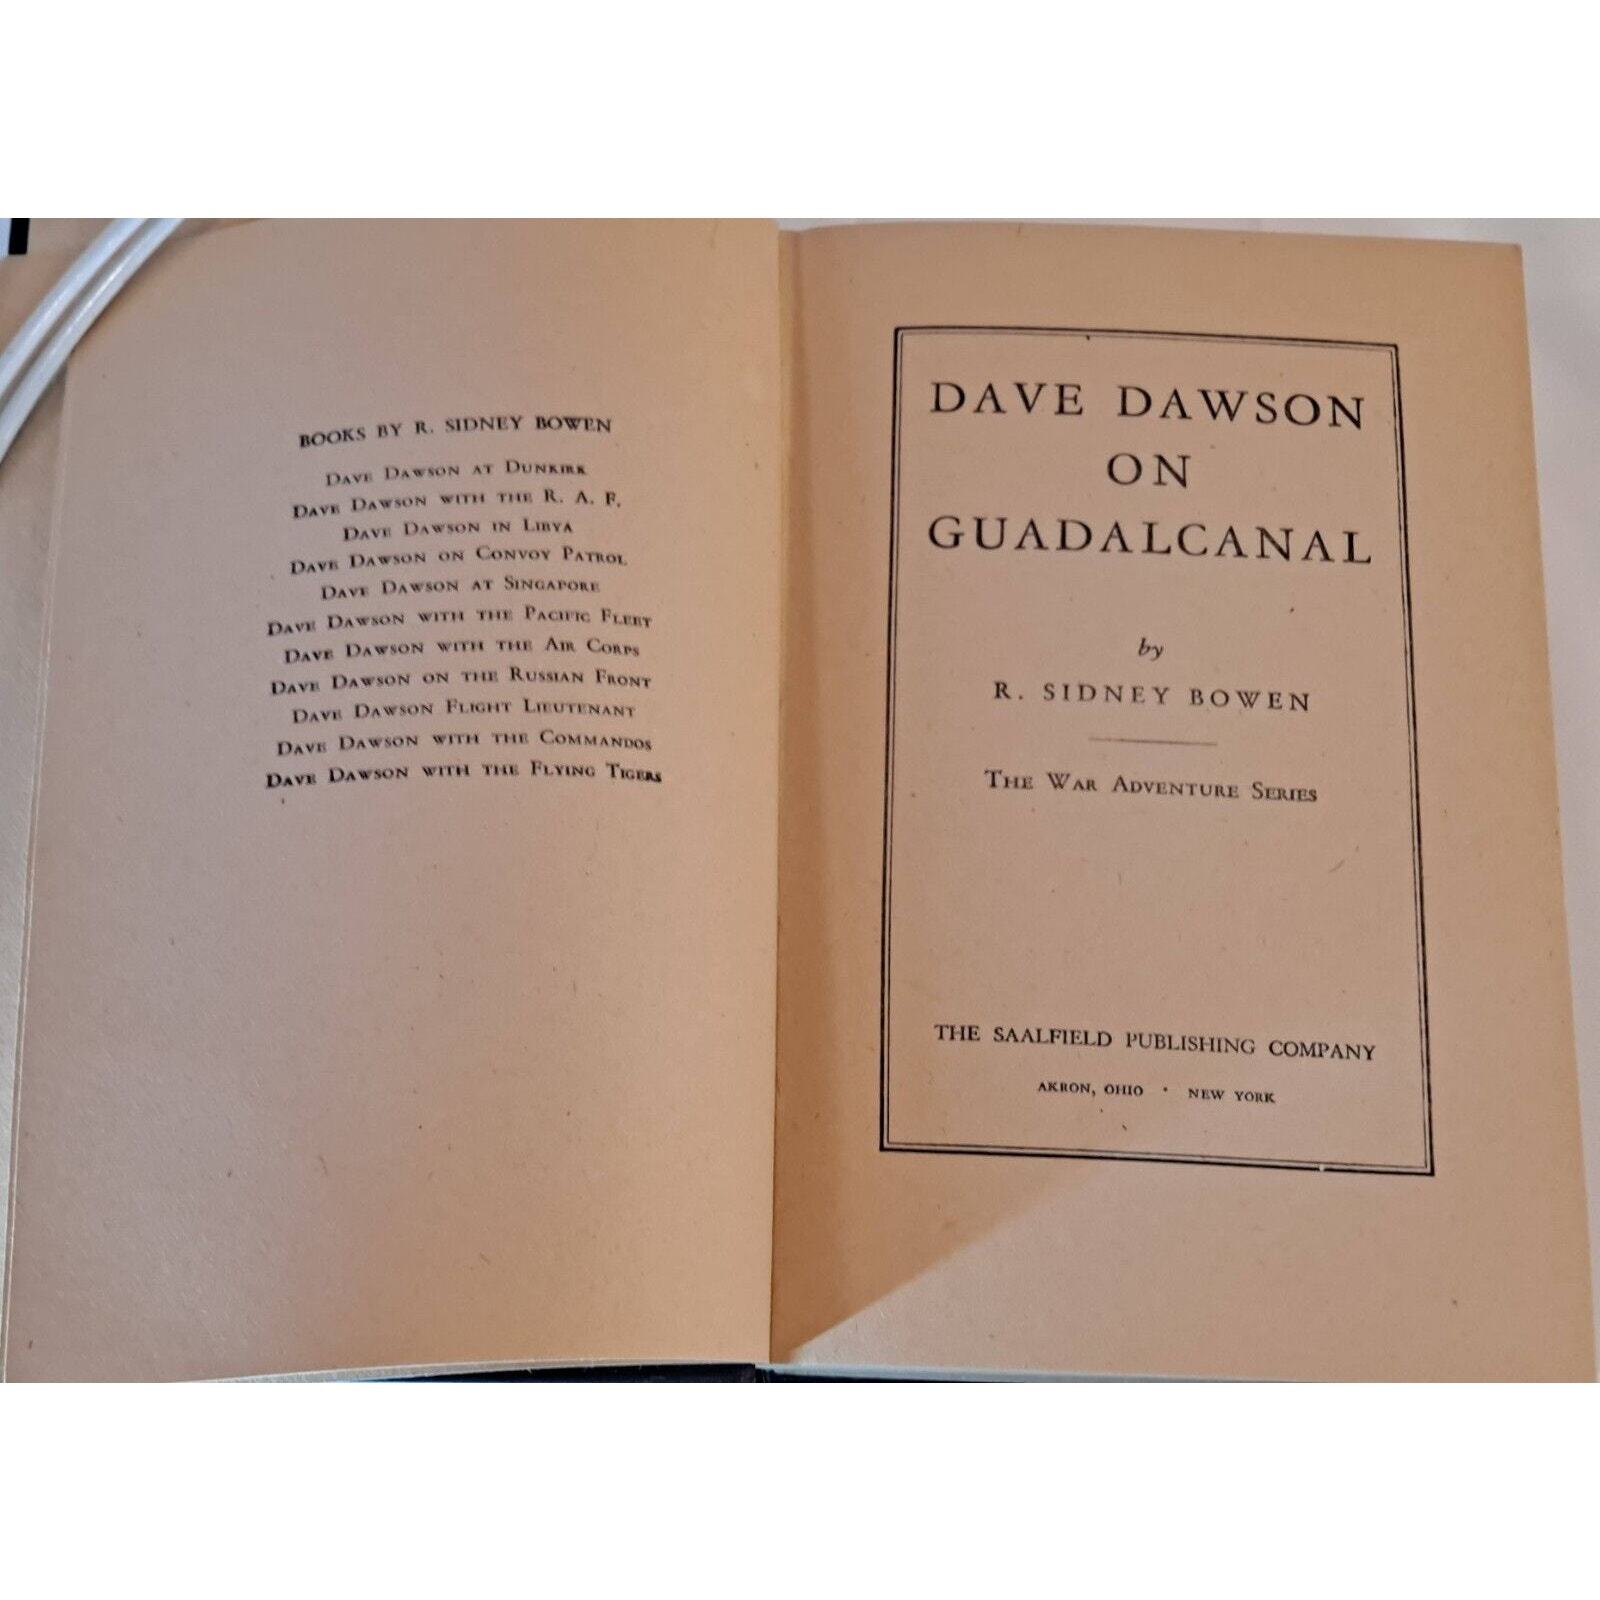 BOOKS BY R. SIDNEY BOWEN
DAVE DAWSON AT DUNKIRK
DAVE DAWSON WITH THE R. A. F.
DAVE DAWSON IN LIBYA
DAVE DAWSON ON CONVOY PATROL
DAVE DAWSON AT SINGAPORE
DAVE DAWSON WITH THE PACIFIC FLEET
DAVE DAWSON WITH THE AIR CORPS
DAVE DAWSON ON THE RUSSIAN FRONT
DAVE DAWSON FLIGHT LIEUTENANT
DAVE DAWSON WITH THE COMMANDOS
DAVE DAWSON WITH THE FLYING TIGERS
DAVE DAWSON
ON
GUADALCANAL
by
R. SIDNEY BOWEN
THE WAR ADVENTURE SERIES
THE SAALFIELD PUBLISHING COMPANY
AKRON, OHIO · NEW YORK